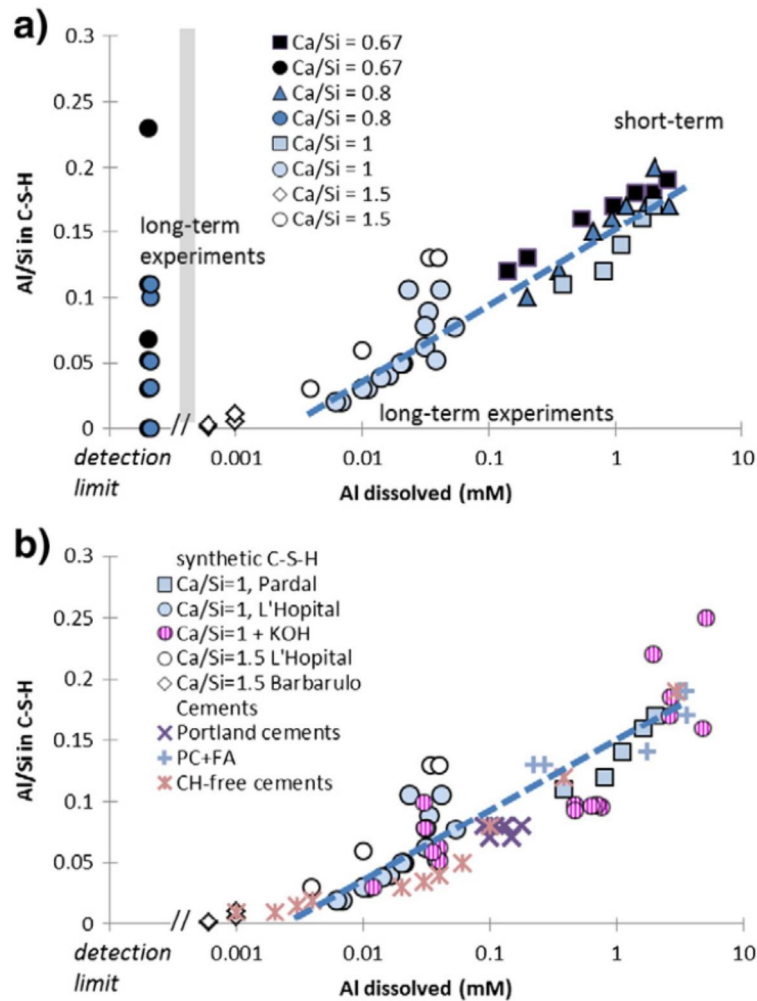 a)
0.3
0.25
0.2
0.15
0.1
0.05
0
Al/Si in C-S-H
Ca/Si = 0.67
Ca/Si = 0.67
Ca/Si = 0.8
Ca/Si = 0.8
Ca/Si = 1
Ca/Si = 1
Ca/Si = 1.5
Ca/Si = 1.5
short-term
long-term
experiments
long-term experiments
detection
limit
//
0.001
0.01
0.1
1
10
Al dissolved (mM)
b)
0.3
0.25
0.2
0.15
0.1
0.05
0
Al/Si in C-S-H
synthetic C-S-H
Ca/Si=1, Pardal
Ca/Si=1, L'Hopital
Ca/Si=1 + KOH
Ca/Si=1.5 L'Hopital
Ca/Si=1.5 Barbarulo
Cements
Portland cements
PC+FA
CH-free cements
detection
limit
//
0.001
0.01
0.1
1
10
Al dissolved (mM)